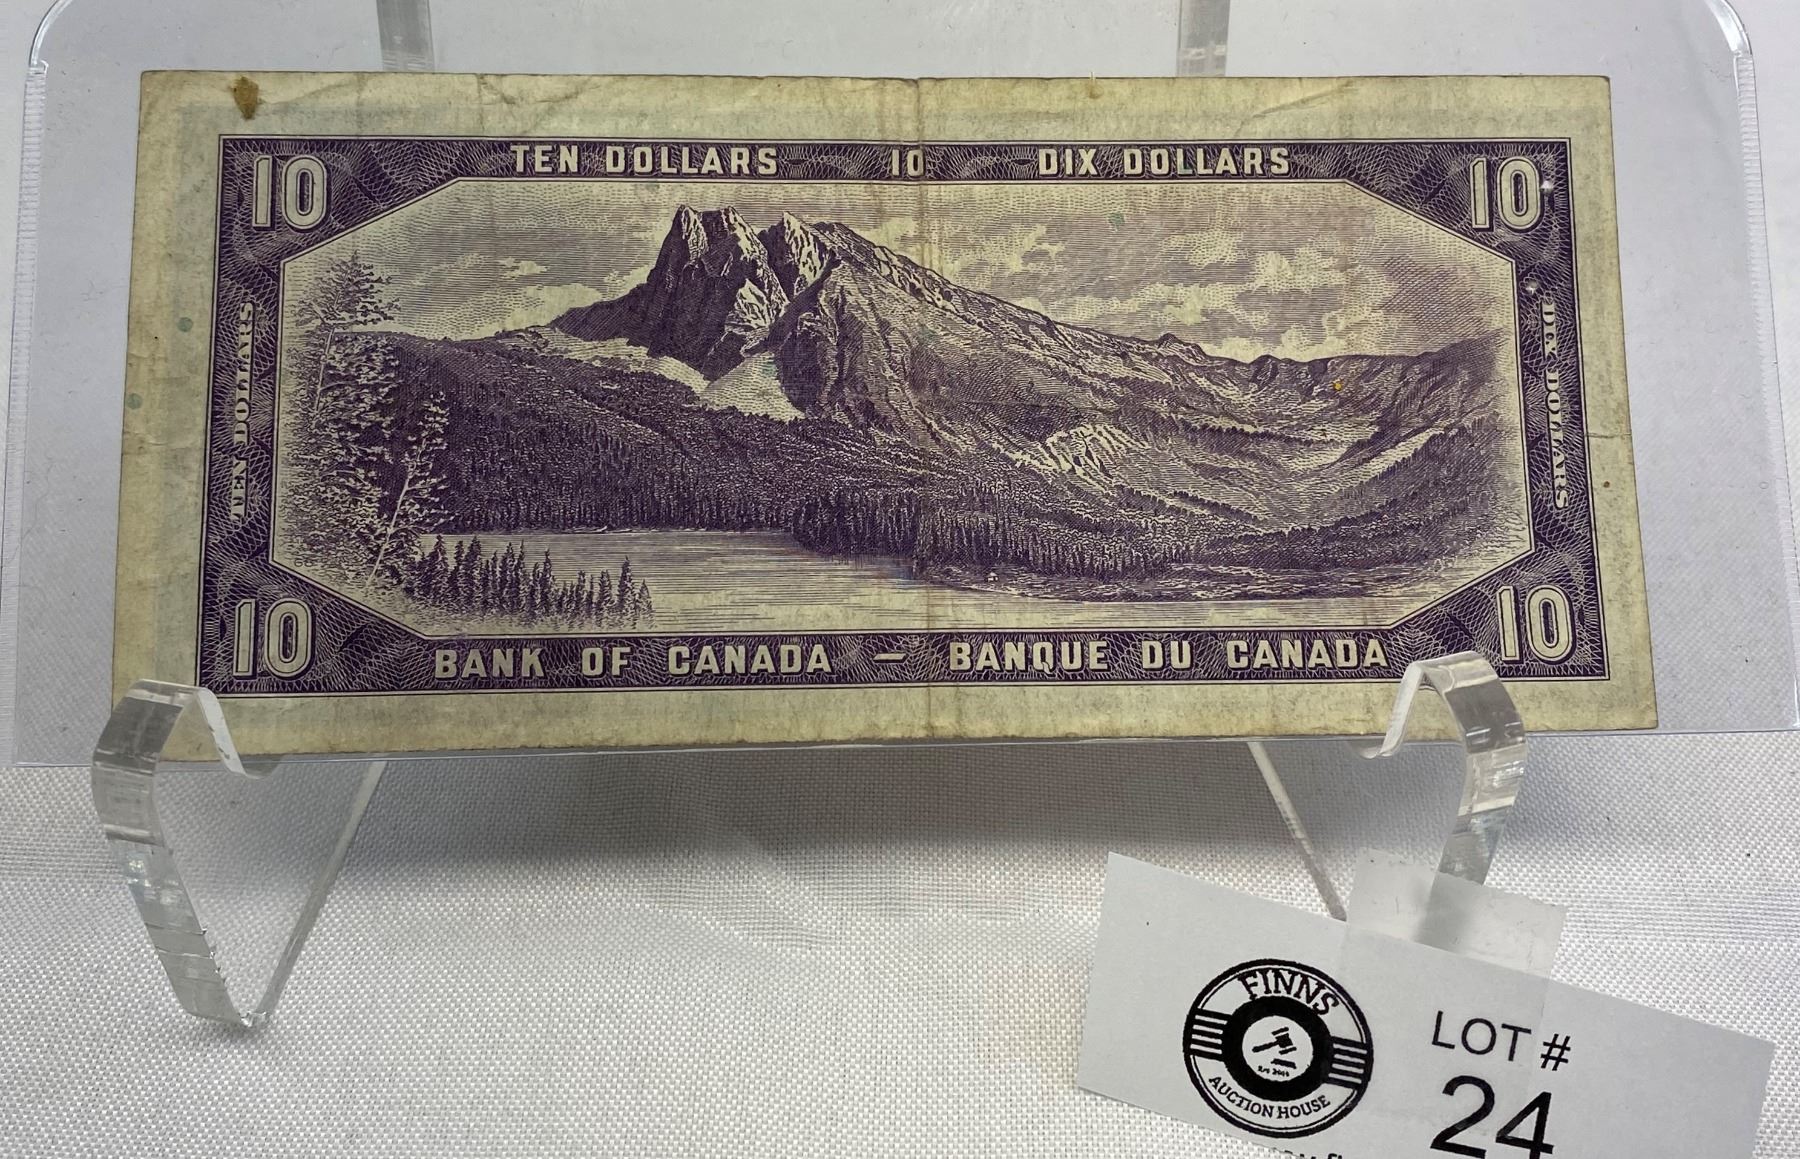 10 TEN DOLLARS 10 DIX DOLLARS 10
TEN DOLLARS
DIX DOLLARS
10 BANK OF CANADA – BANQUE DU CANADA 10
FINNS
AUCTION HOUSE
LOT #
24